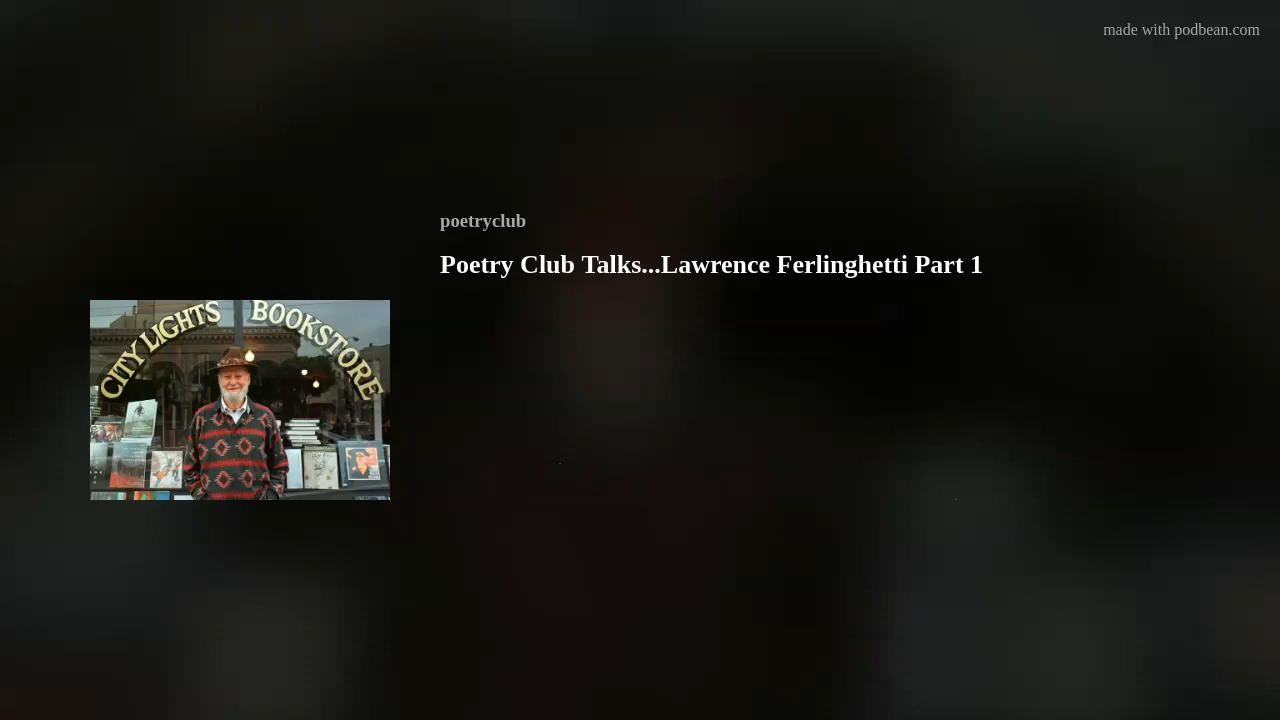 made with podbean.com
poetryclub
Poetry Club Talks...Lawrence Ferlinghetti Part 1
CITY LIGHTS BOOKSTORE